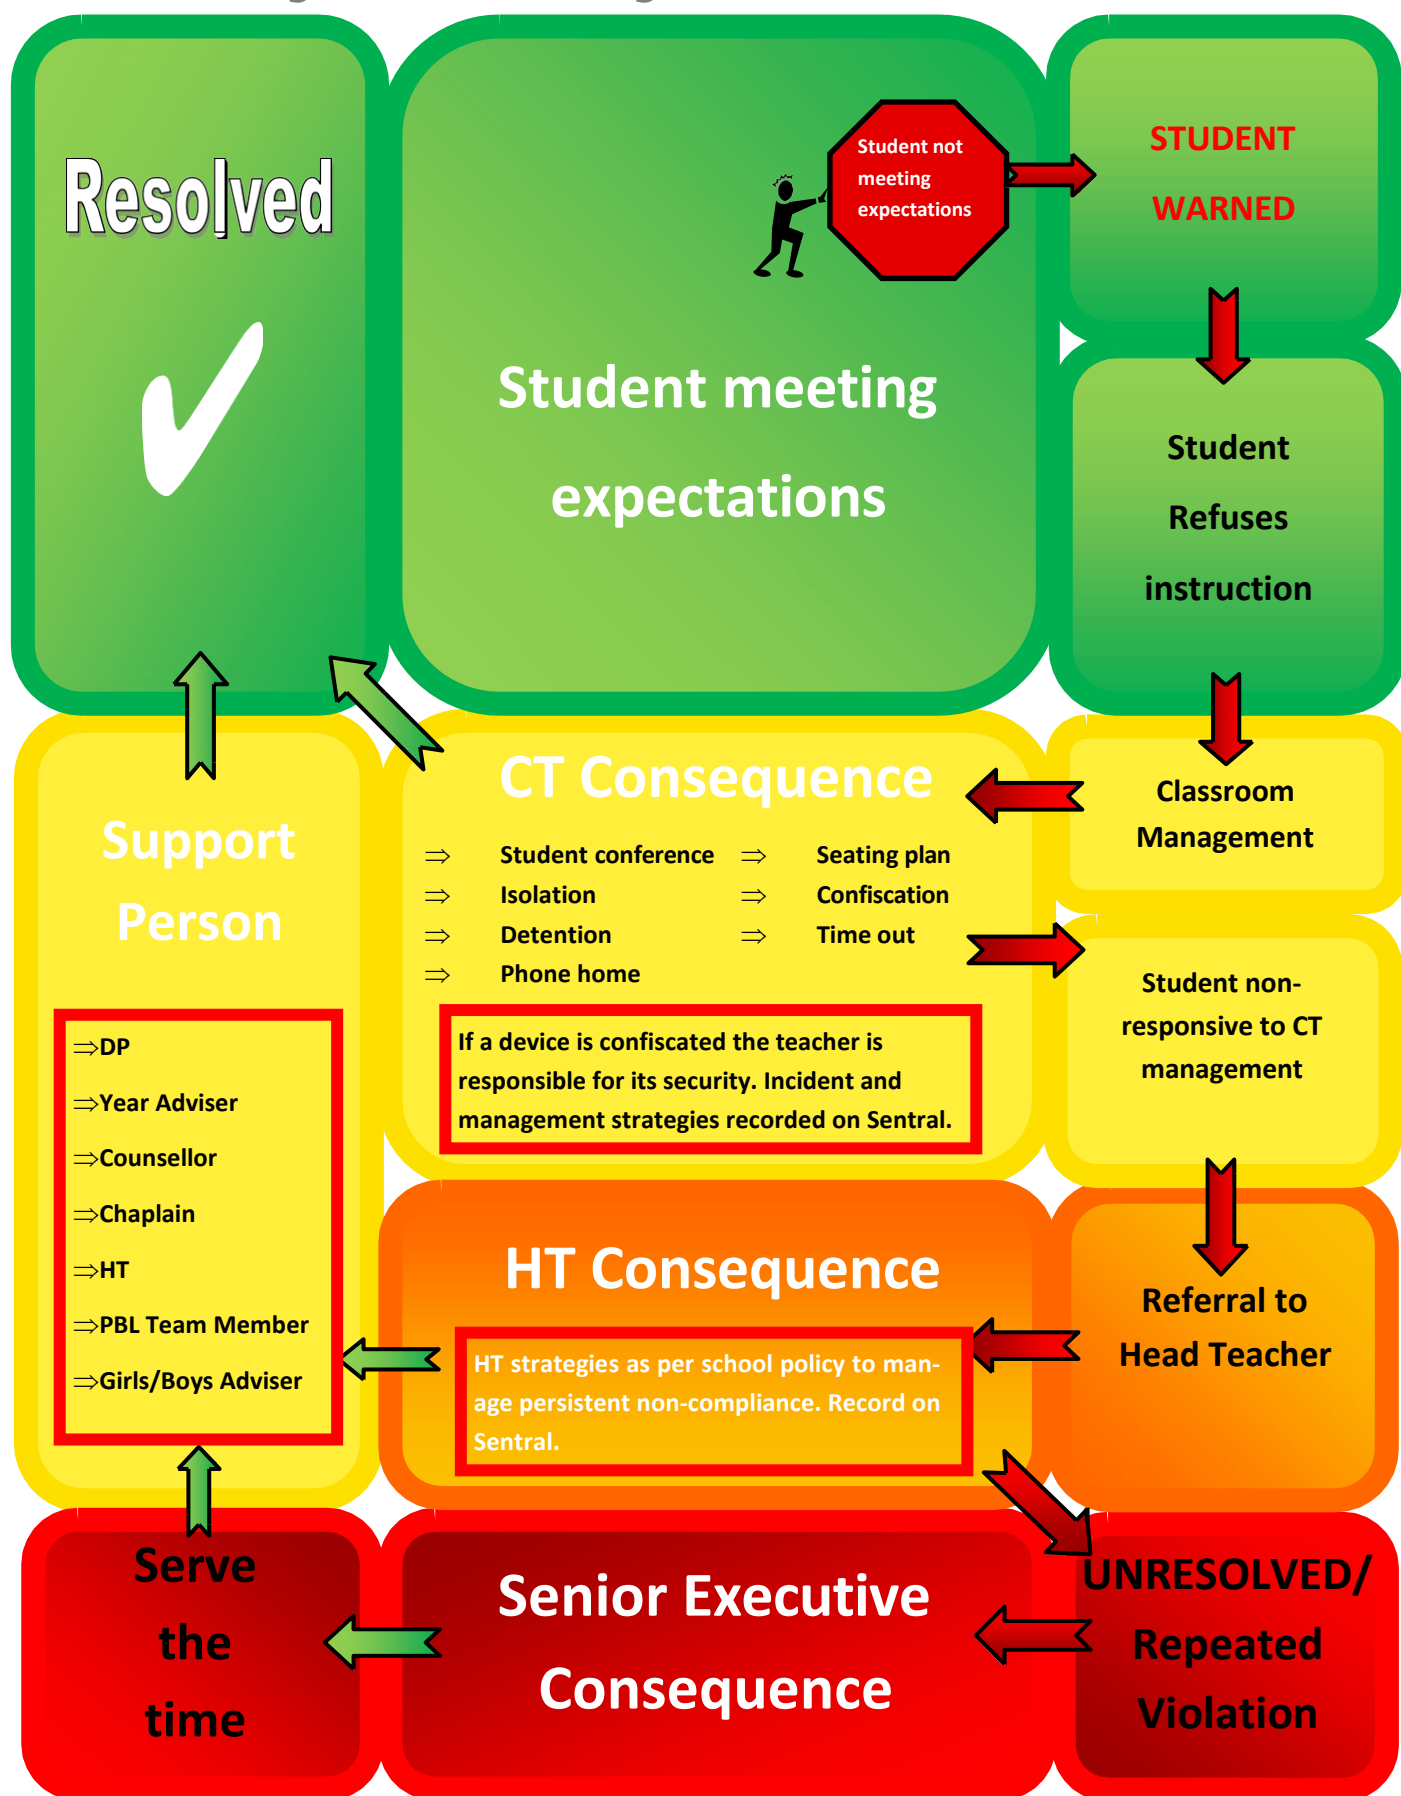 Resolved
Student not
meeting
expectations
STUDENT
WARNED
Student meeting
expectations
Student
Refuses
instruction
Classroom
Management
CT Consequence
⇒ Student conference ⇒ Seating plan
⇒ Isolation ⇒ Confiscation
⇒ Detention ⇒ Time out
⇒ Phone home
If a device is confiscated the teacher is
responsible for its security. Incident and
management strategies recorded on Sentral.
Student non-
responsive to CT
management
Support
Person
⇒DP
⇒Year Adviser
⇒Counsellor
⇒Chaplain
⇒HT
⇒PBL Team Member
⇒Girls/Boys Adviser
HT Consequence
HT strategies as per school policy to man-
age persistent non-compliance. Record on
Sentral.
Referral to
Head Teacher
Serve
the
time
Senior Executive
Consequence
UNRESOLVED/
Repeated
Violation